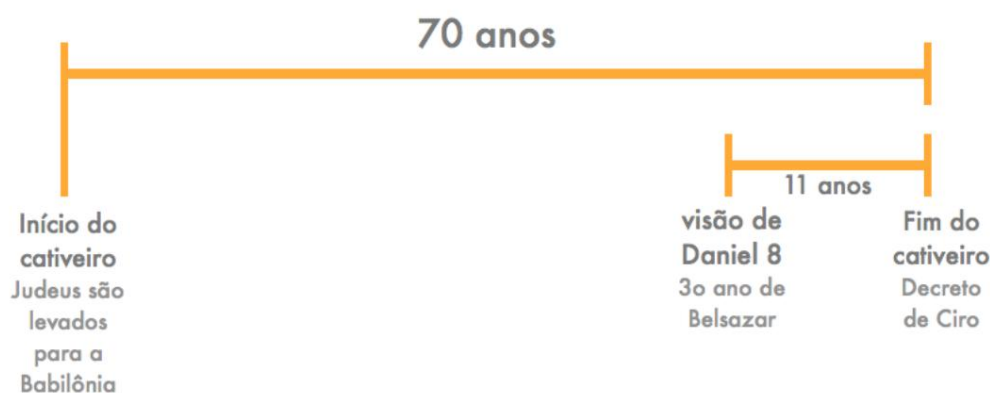 70 anos
11 anos
Início do
cativeiro
Judeus são
levados
para a
Babilônia
visão de
Daniel 8
3o ano de
Belsazar
Fim do
cativeiro
Decreto
de Ciro